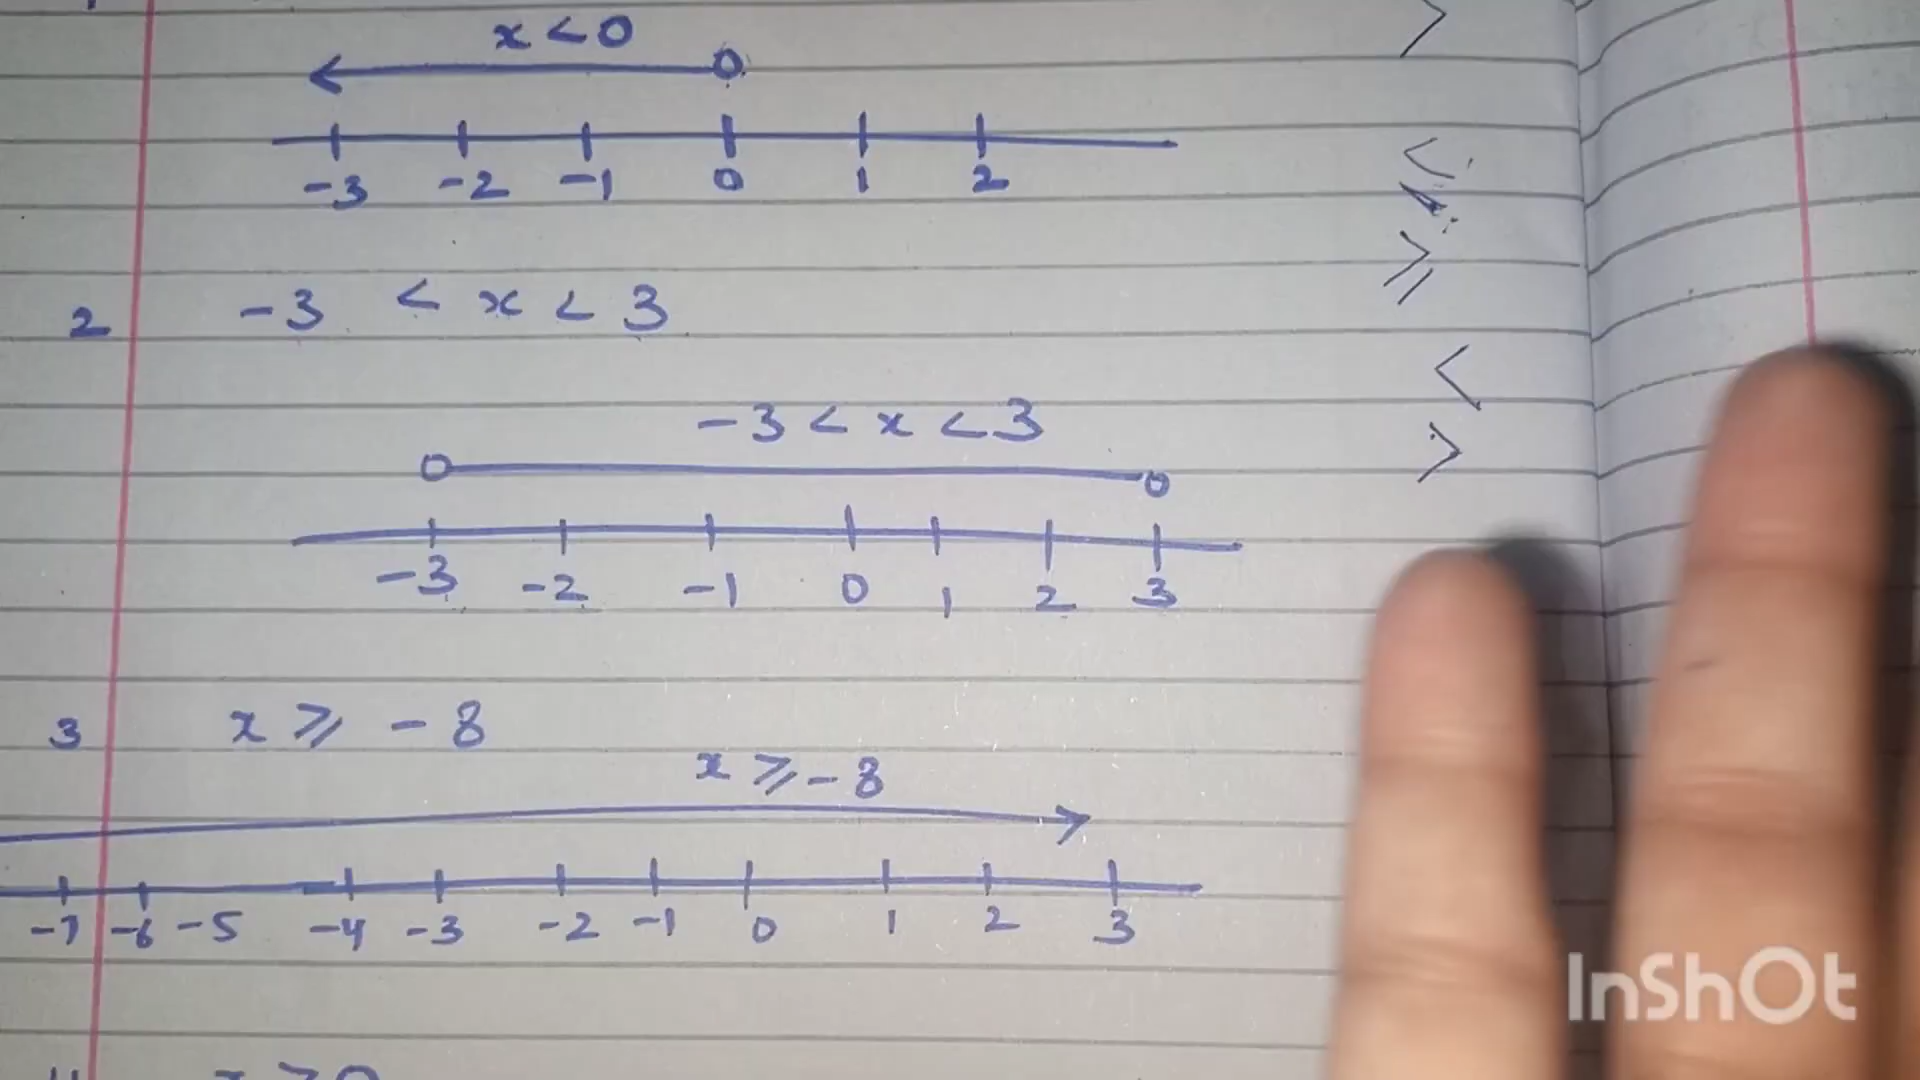 x < 0
-3 -2 -1 0 1 2
>
<
⩾
2 -3 < x < 3
<
-3 < x < 3
>
-3 -2 -1 0 1 2 3
3 x ⩾ -8
x ⩾ -8
-7 -6 -5 -4 -3 -2 -1 0 1 2 3
InShOt